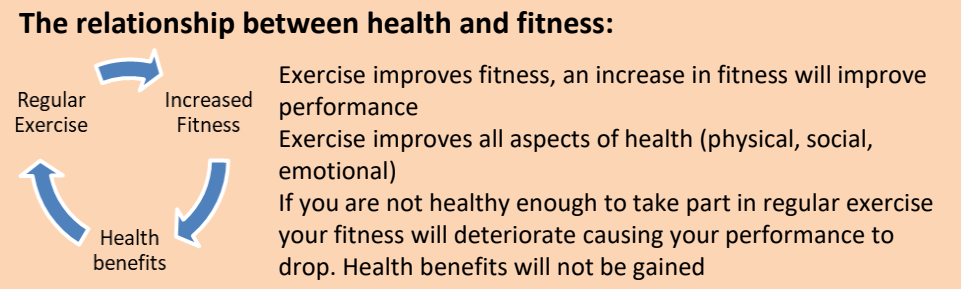 The relationship between health and fitness:
Regular
Exercise
Increased
Fitness
Health
benefits
Exercise improves fitness, an increase in fitness will improve
performance
Exercise improves all aspects of health (physical, social,
emotional)
If you are not healthy enough to take part in regular exercise
your fitness will deteriorate causing your performance to
drop. Health benefits will not be gained